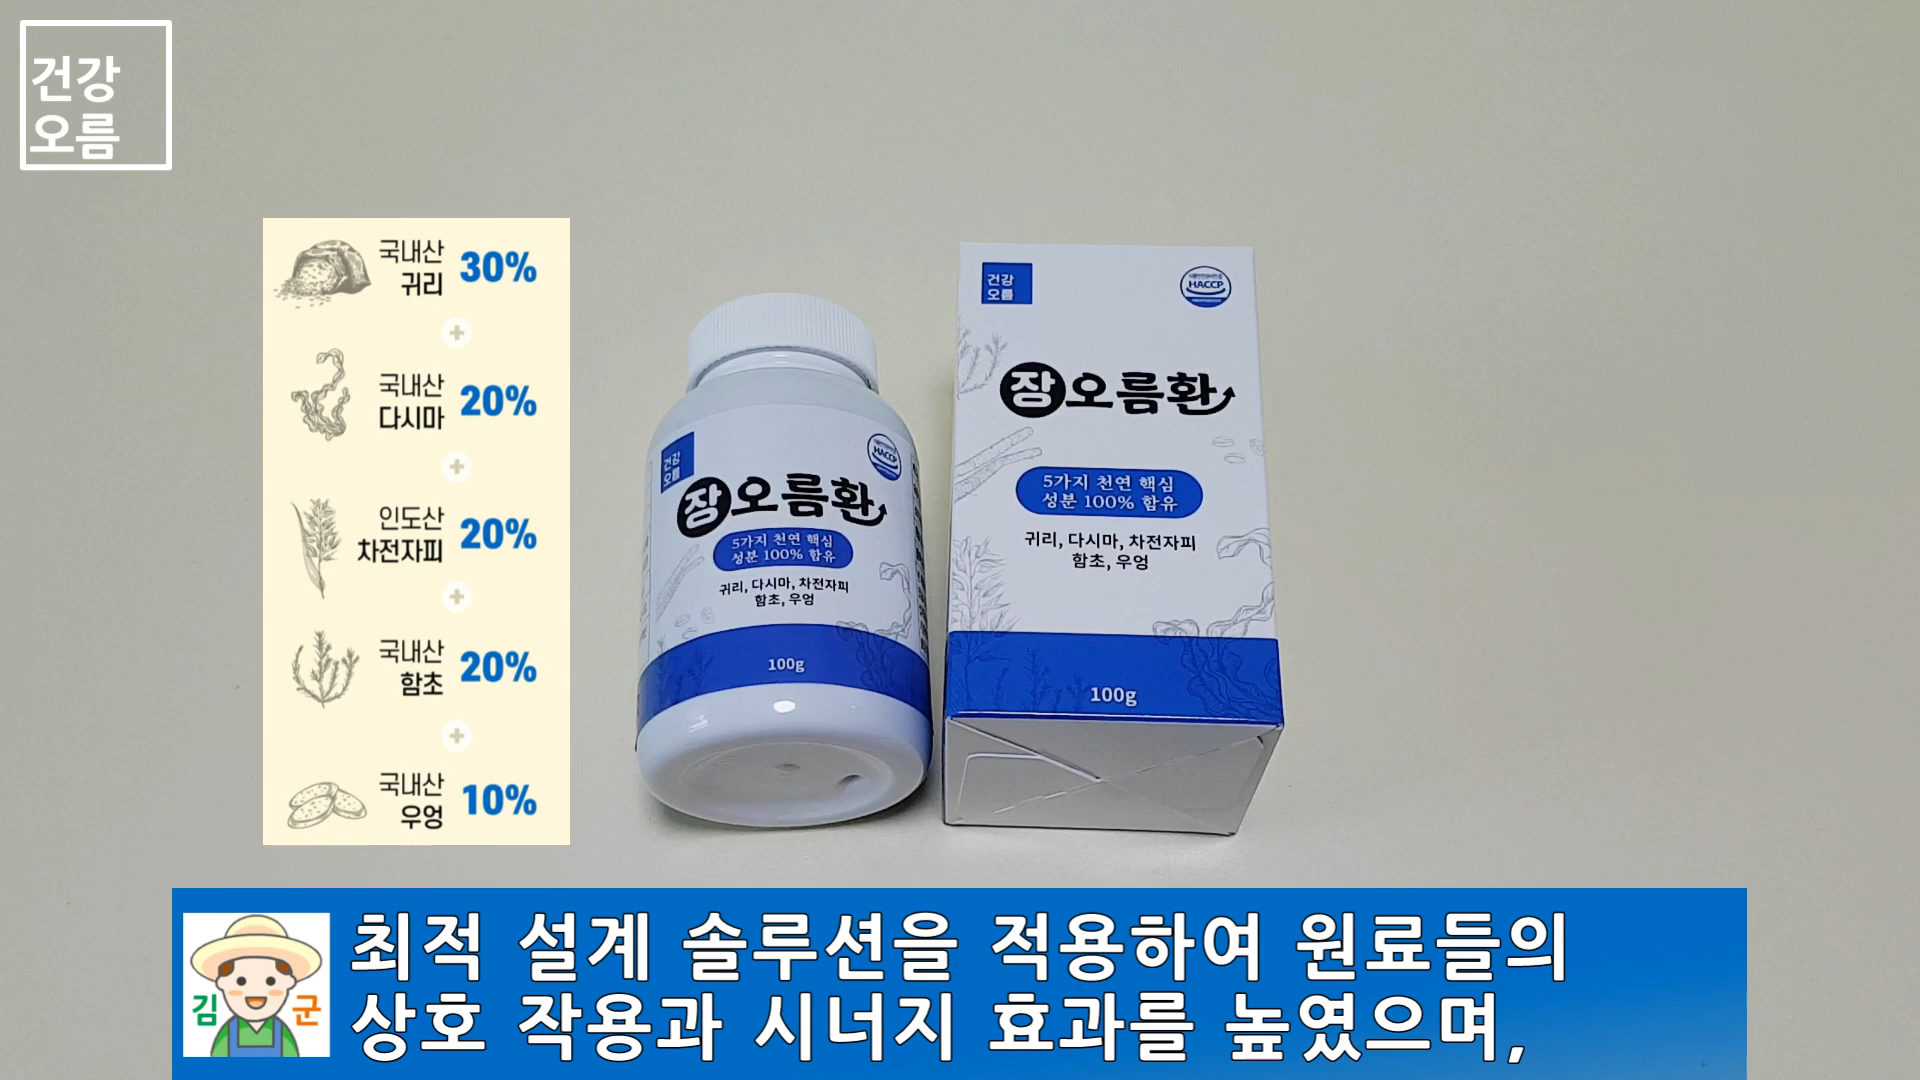 건강
오름
국내산
귀리
30%
+
국내산
다시마
20%
+
인도산
차전자피
20%
+
국내산
함초
20%
+
국내산
우엉
10%
건강
오름
HACCP
장오름환
5가지 천연 핵심
성분 100% 함유
귀리, 다시마, 차전자피
함초, 우엉
100g
건강
오름
HACCP
장오름환
5가지 천연 핵심
성분 100% 함유
귀리, 다시마, 차전자피
함초, 우엉
100g
김 군
최적 설계 솔루션을 적용하여 원료들의
상호 작용과 시너지 효과를 높였으며,